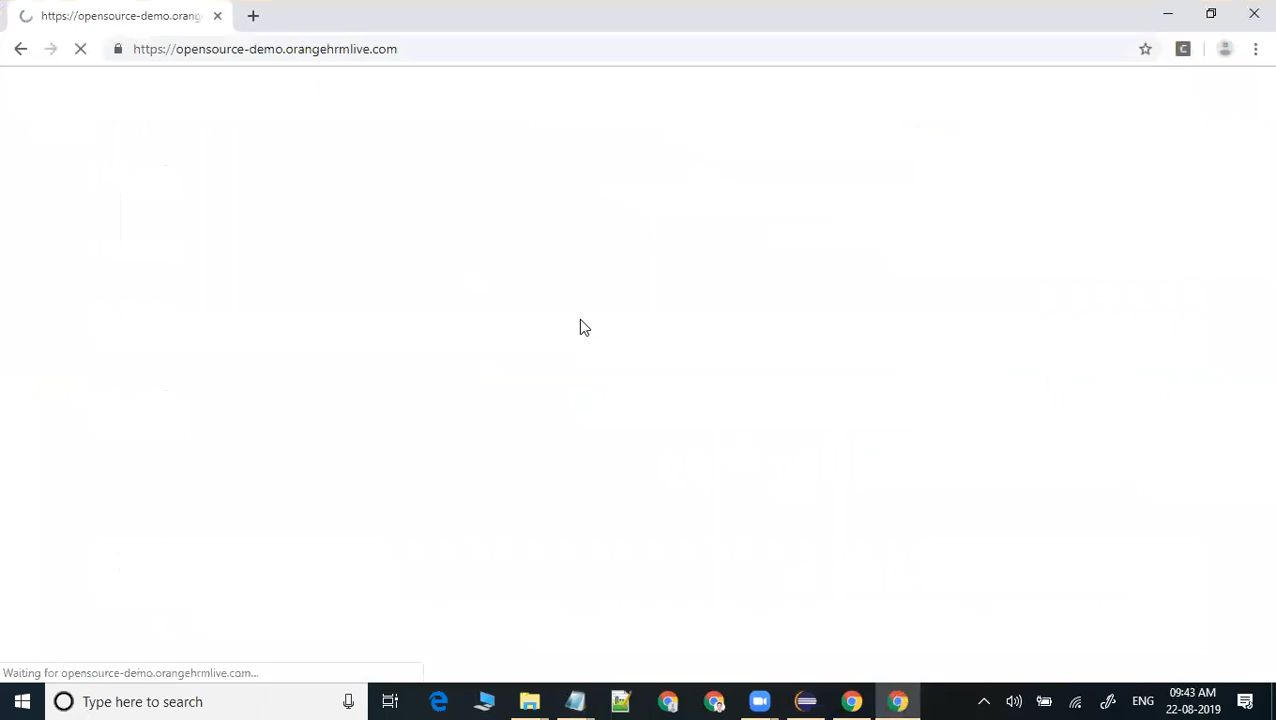 https://opensource-demo.orang
https://opensource-demo.orangehrmlive.com
C
Waiting for opensource-demo.orangehrmlive.com...
Type here to search
ENG
09:43 AM
22-08-2019